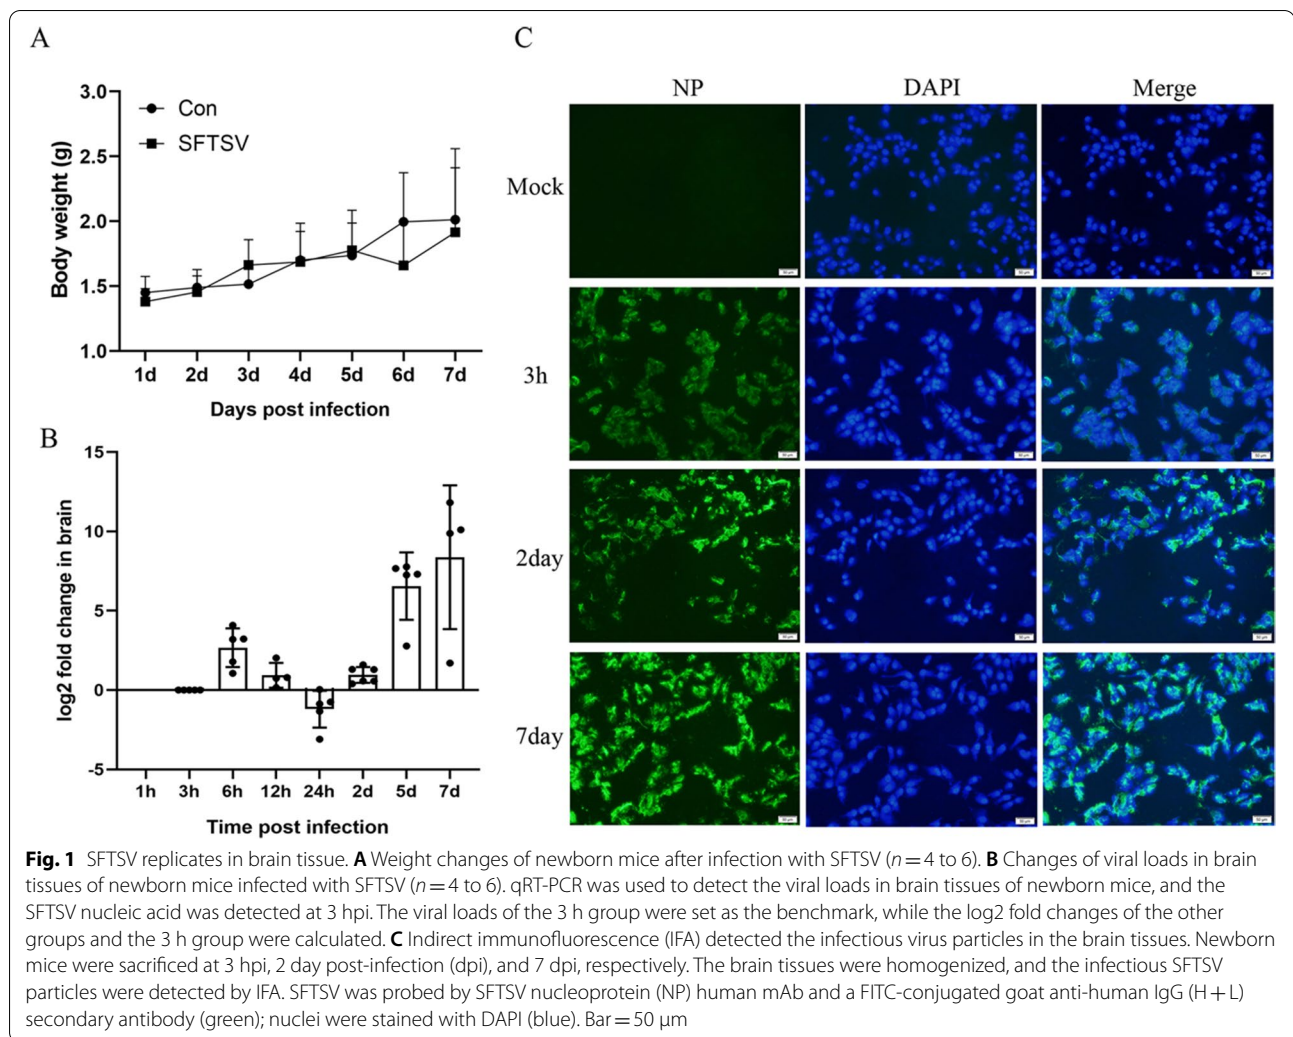 A
3.0
2.5
2.0
1.5
1.0
Body weight (g)
Con
SFTSV
1d 2d 3d 4d 5d 6d 7d
Days post infection
B
15
10
5
0
-5
log2 fold change in brain
1h 3h 6h 12h 24h 2d 5d 7d
Time post infection
C
NP DAPI Merge
Mock
3h
2day
7day
Fig. 1 SFTSV replicates in brain tissue. A Weight changes of newborn mice after infection with SFTSV (n = 4 to 6). B Changes of viral loads in brain
tissues of newborn mice infected with SFTSV (n = 4 to 6). qRT-PCR was used to detect the viral loads in brain tissues of newborn mice, and the
SFTSV nucleic acid was detected at 3 hpi. The viral loads of the 3 h group were set as the benchmark, while the log2 fold changes of the other
groups and the 3 h group were calculated. C Indirect immunofluorescence (IFA) detected the infectious virus particles in the brain tissues. Newborn
mice were sacrificed at 3 hpi, 2 day post-infection (dpi), and 7 dpi, respectively. The brain tissues were homogenized, and the infectious SFTSV
particles were detected by IFA. SFTSV was probed by SFTSV nucleoprotein (NP) human mAb and a FITC-conjugated goat anti-human IgG (H + L)
secondary antibody (green); nuclei were stained with DAPI (blue). Bar = 50 µm